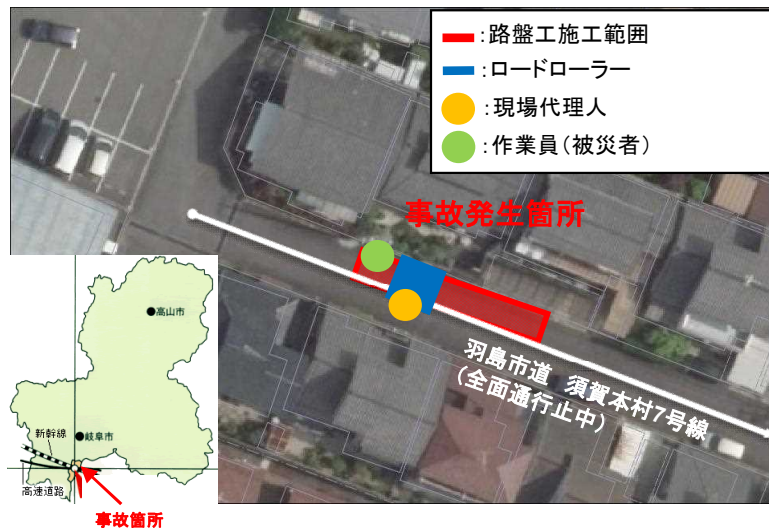 :路盤工施工範囲
:ロードローラー
:現場代理人
:作業員(被災者)
事故発生箇所
羽島市道 須賀本村7号線
(全面通行止中)
高山市
岐阜市
新幹線
高速道路
事故箇所